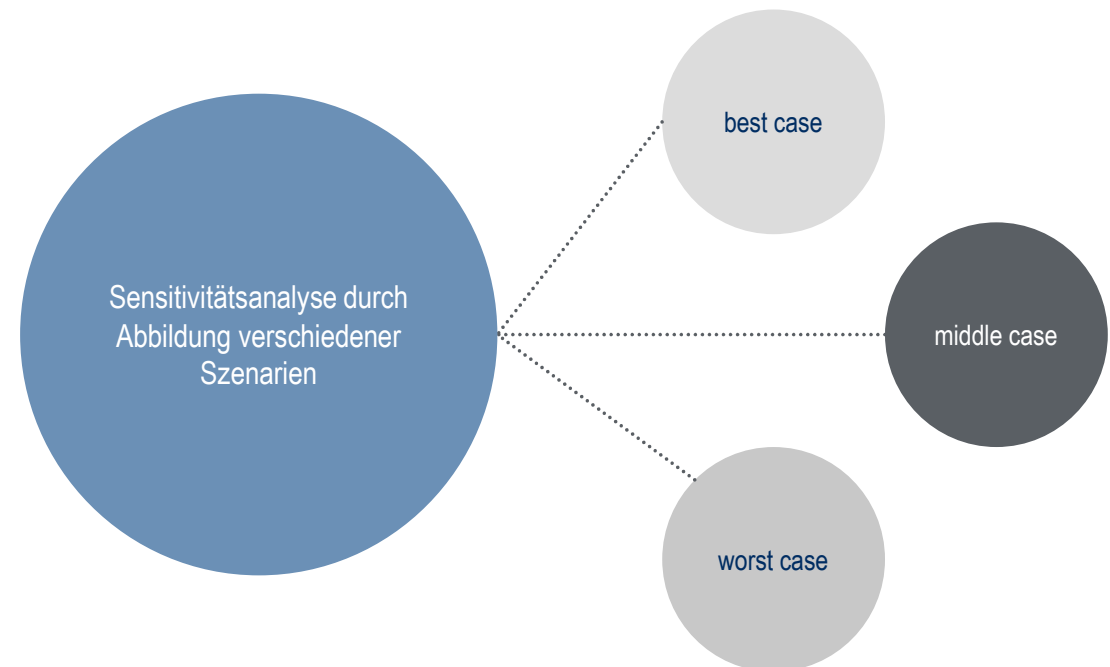 Sensitivitätsanalyse durch
Abbildung verschiedener
Szenarien
best case
middle case
worst case